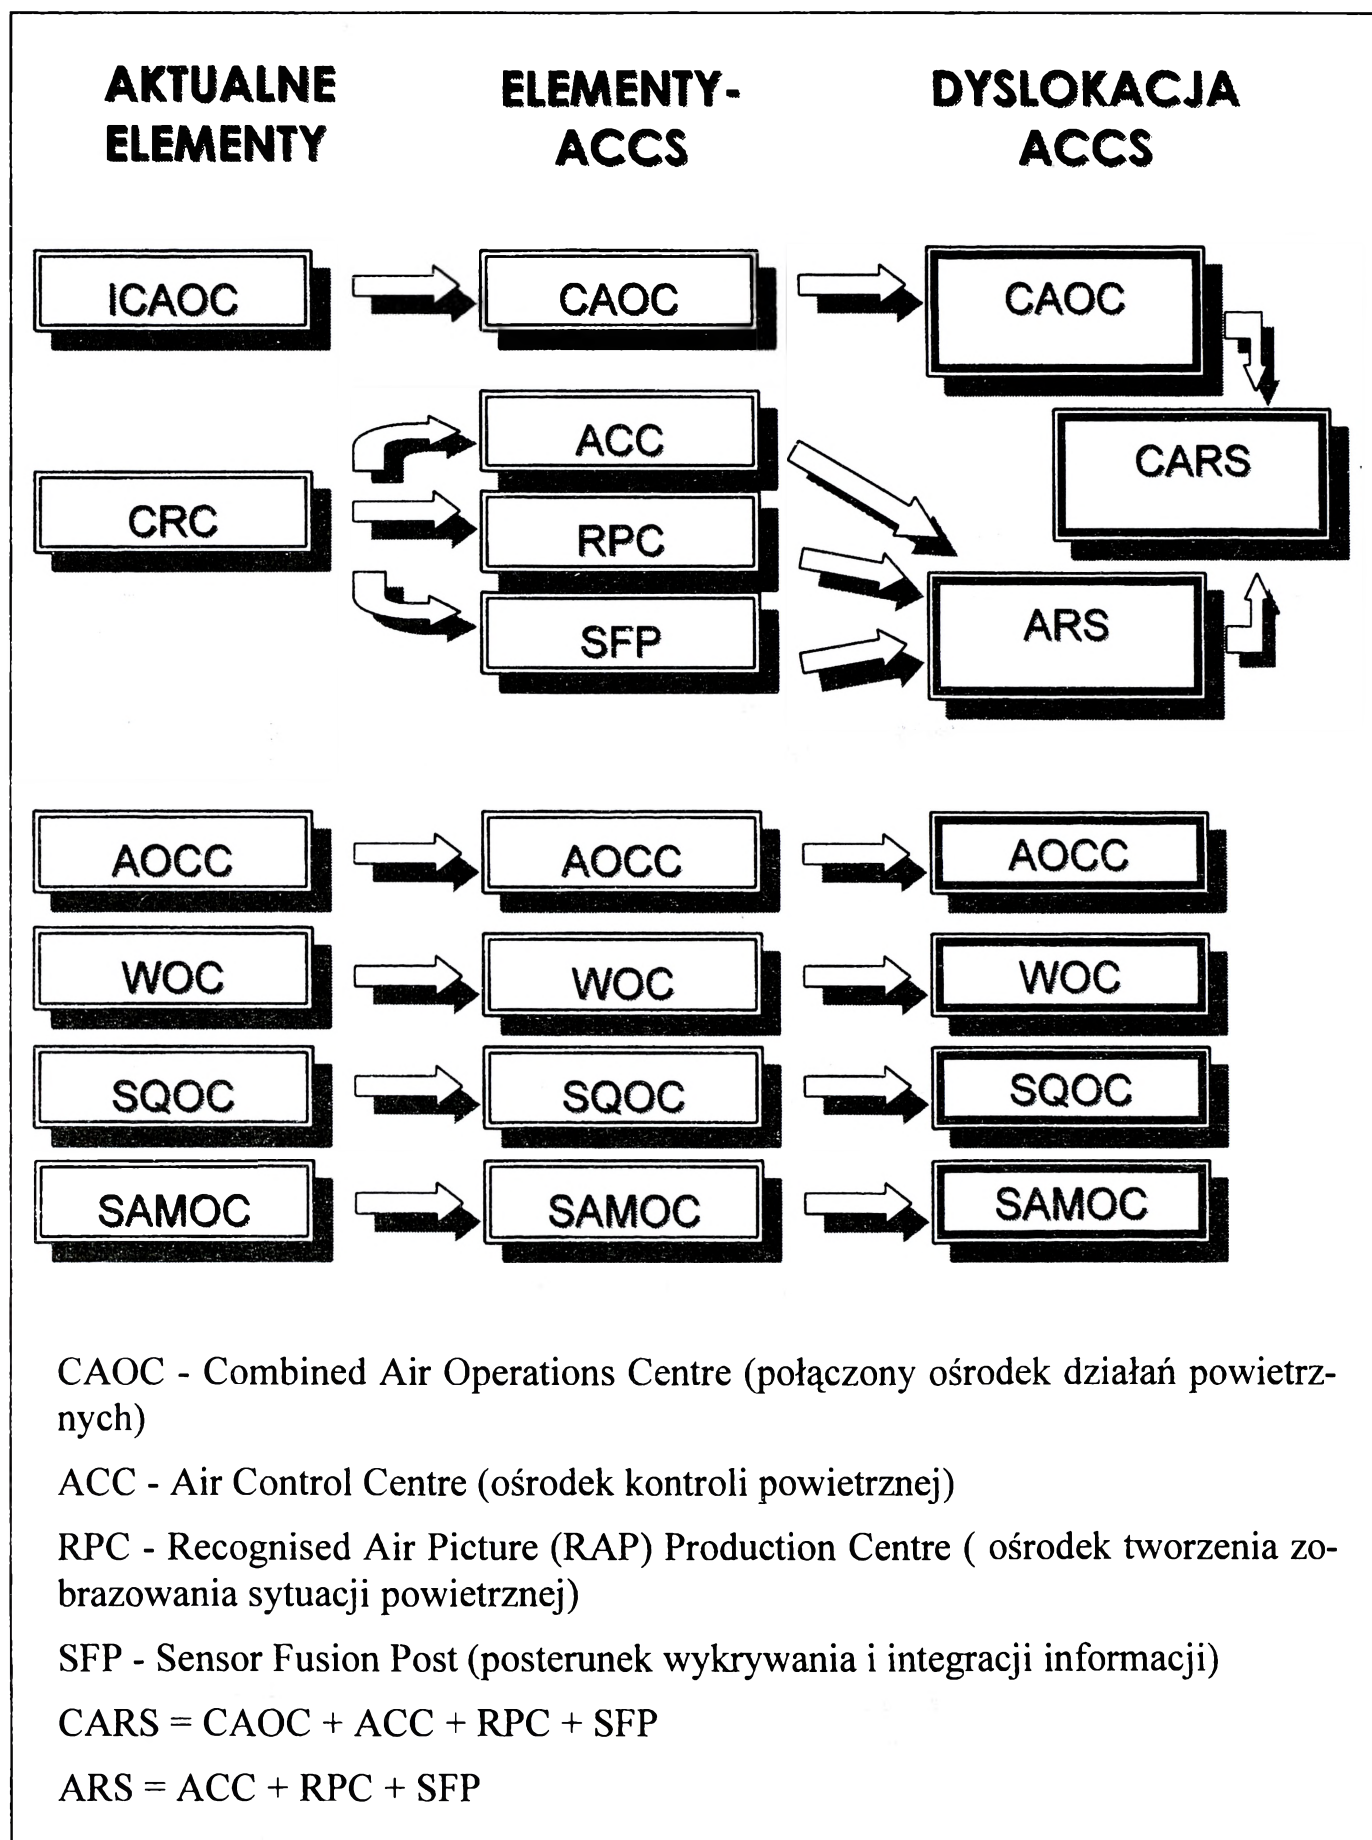 AKTUALNE
ELEMENTY
ELEMENTY-
ACCS
DYSLOKACJA
ACCS
ICAOC
CAOC
CAOC
CRC
ACC
RPC
SFP
CARS
ARS
AOCC
AOCC
AOCC
WOC
WOC
WOC
SQOC
SQOC
SQOC
SAMOC
SAMOC
SAMOC
CAOC - Combined Air Operations Centre (połączony ośrodek działań powietrz-
nych)
ACC - Air Control Centre (ośrodek kontroli powietrznej)
RPC - Recognised Air Picture (RAP) Production Centre ( ośrodek tworzenia zo-
brazowania sytuacji powietrznej)
SFP - Sensor Fusion Post (posterunek wykrywania i integracji informacji)
CARS = CAOC + ACC + RPC + SFP
ARS = ACC + RPC + SFP